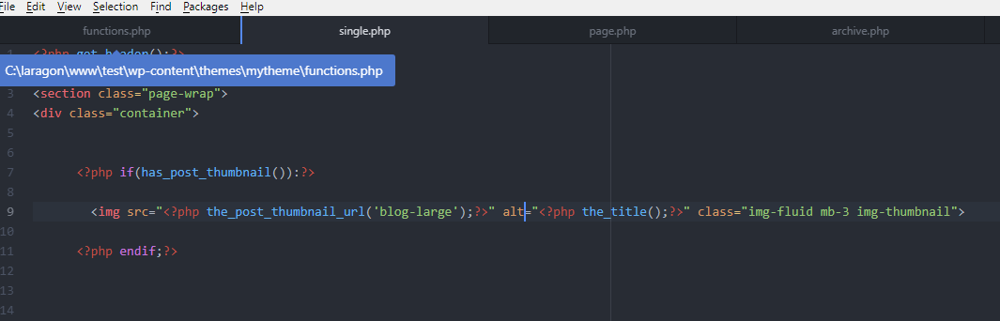 File Edit View Selection Find Packages Help
functions.php single.php page.php archive.php
1 <?php get_header();?>
C:\laragon\www\test\wp-content\themes\mytheme\functions.php
3 <section class="page-wrap">
4 <div class="container">
5
6
7 <?php if(has_post_thumbnail()):?>
8
9 <img src="<?php the_post_thumbnail_url('blog-large');?>" alt="<?php the_title();?>" class="img-fluid mb-3 img-thumbnail">
10
11 <?php endif;?>
12
13
14